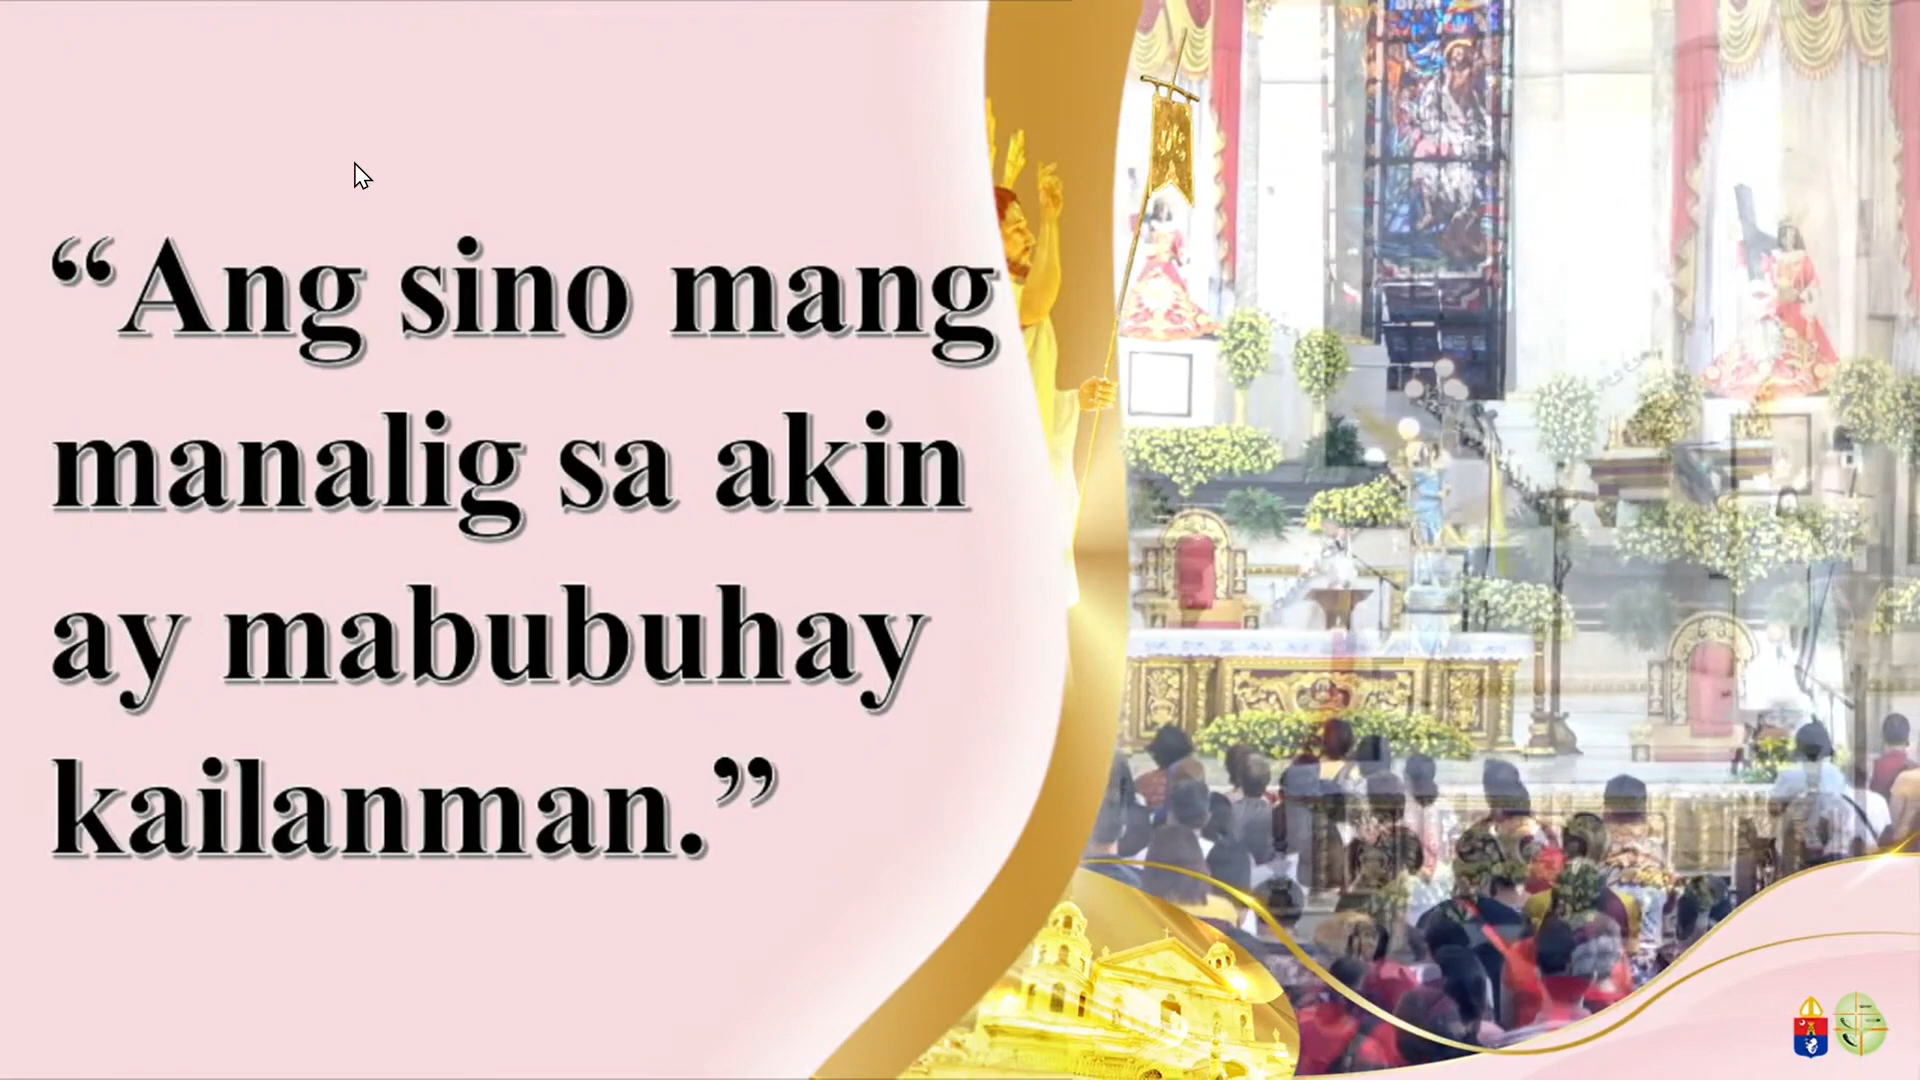 “Ang sino mang
manalig sa akin
ay mabubuhay
kailanman.”